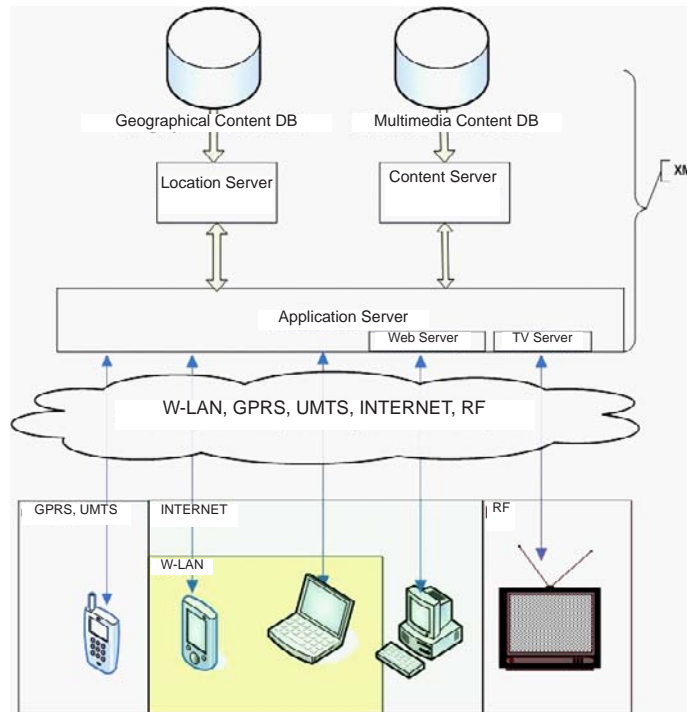 Geographical Content DB
Multimedia Content DB
Location Server
Content Server
Application Server
Web Server
TV Server
W-LAN, GPRS, UMTS, INTERNET, RF
GPRS, UMTS
INTERNET
RF
W-LAN